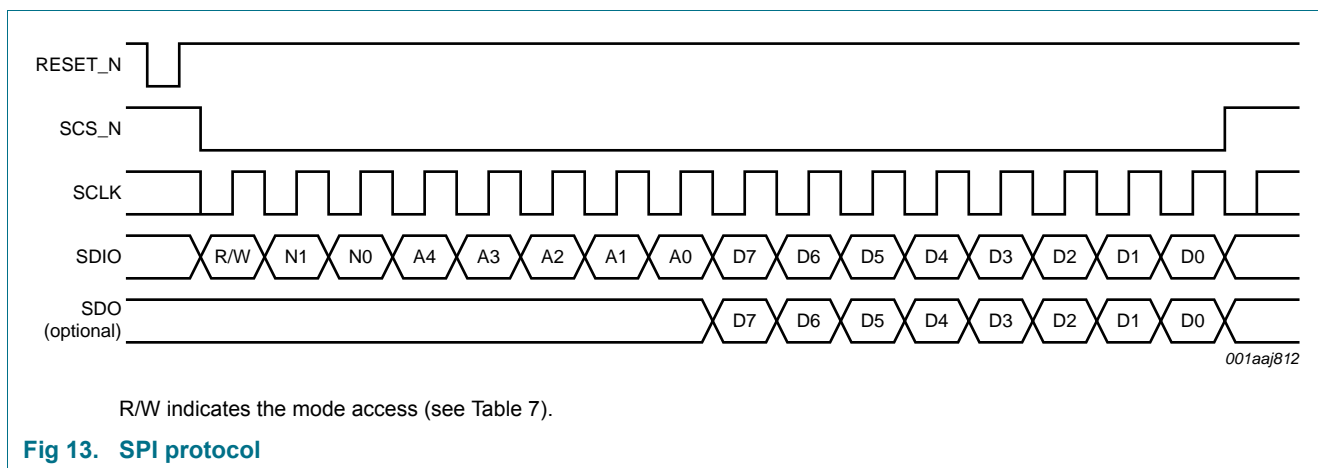 RESET_N
SCS_N
SCLK
SDIO R/W N1 N0 A4 A3 A2 A1 A0 D7 D6 D5 D4 D3 D2 D1 D0
SDO
(optional) D7 D6 D5 D4 D3 D2 D1 D0
001aaj812
R/W indicates the mode access (see Table 7).
Fig 13. SPI protocol